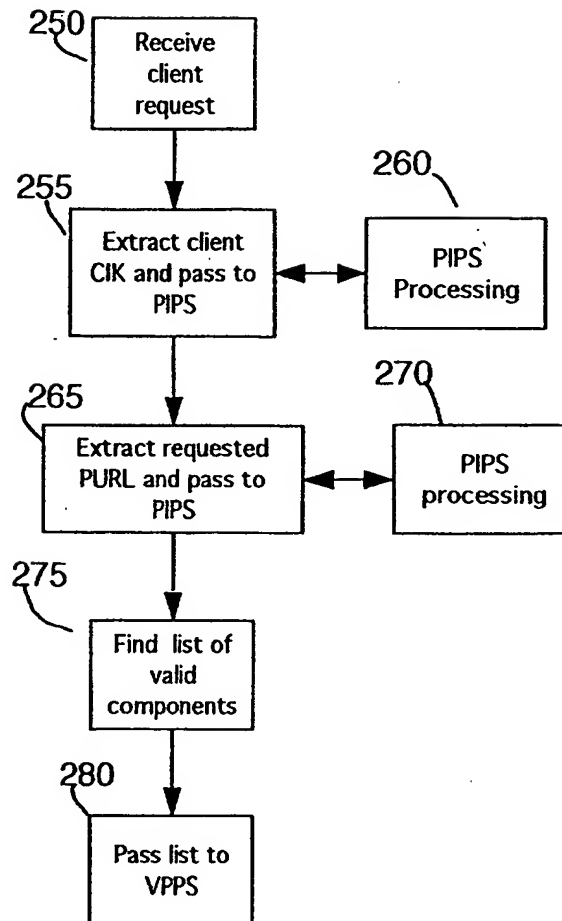 250
Receive
client
request
255
Extract client
CIK and pass to
PIPS
260
PIPS
Processing
265
Extract requested
PURL and pass to
PIPS
270
PIPS
processing
275
Find list of
valid
components
280
Pass list to
VPPS